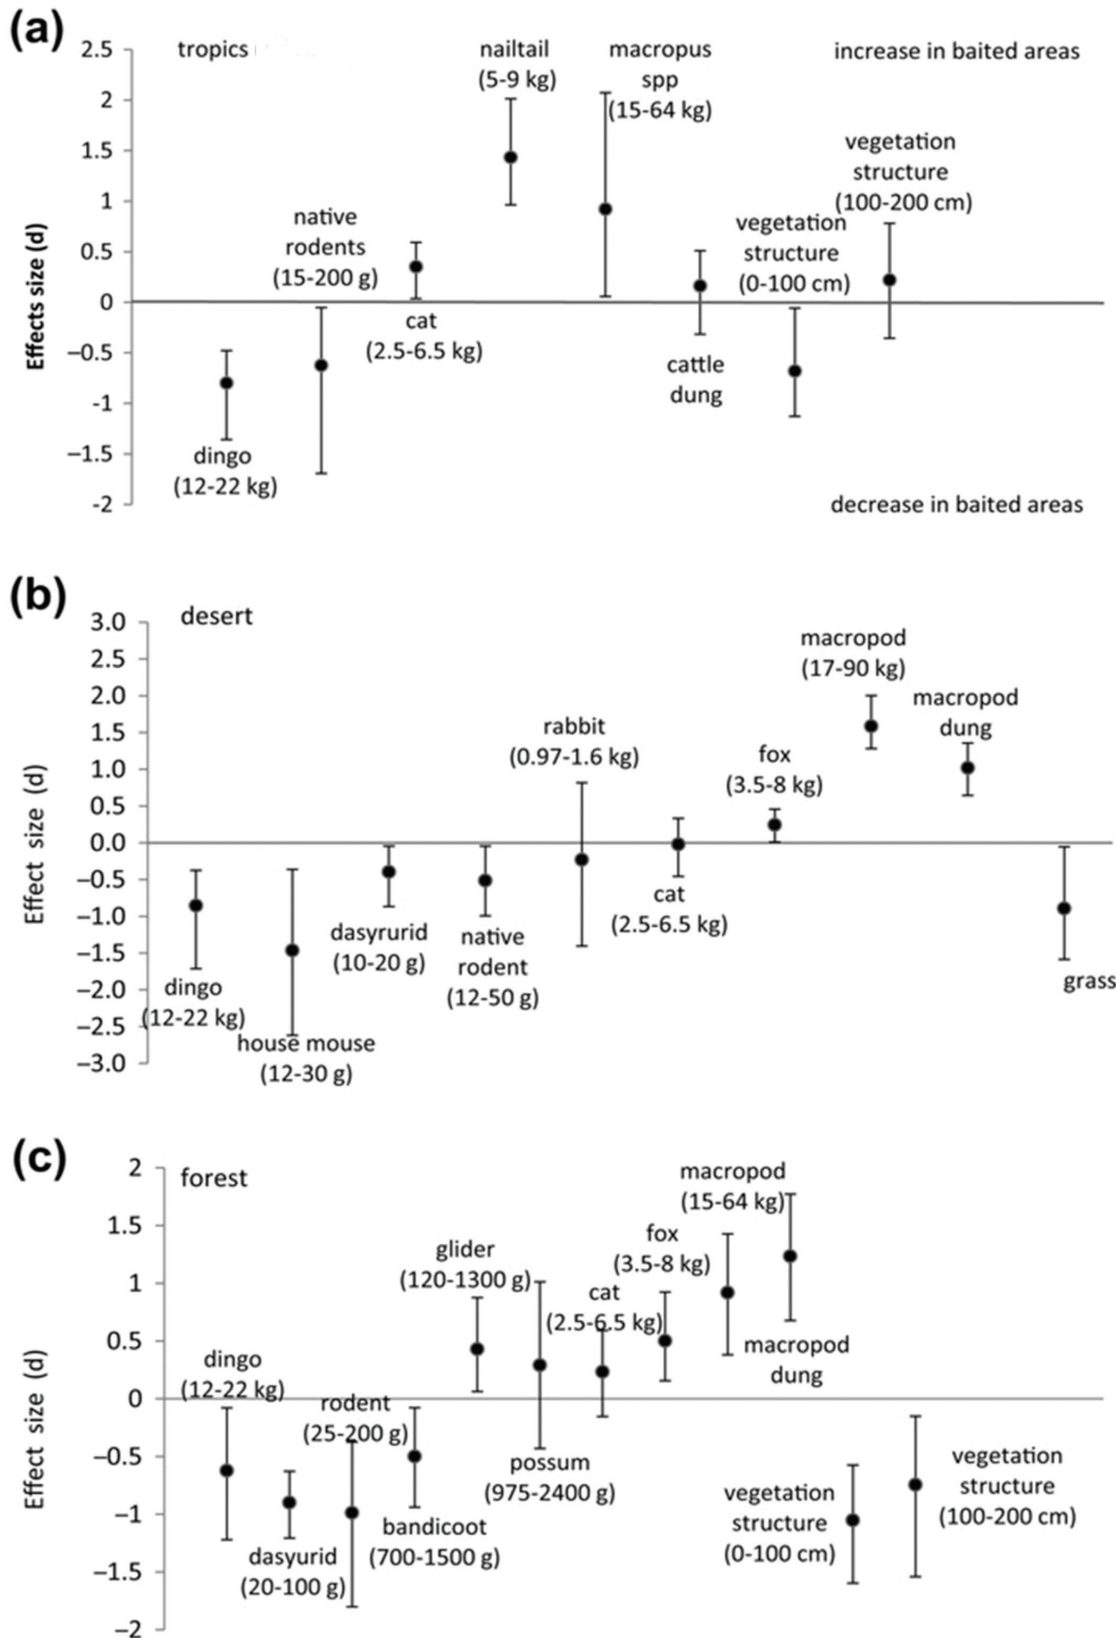 (a)
tropics
nailtail
(5-9 kg)
macropus
spp
(15-64 kg)
increase in baited areas
vegetation
structure
(100-200 cm)
native
rodents
(15-200 g)
vegetation
structure
(0-100 cm)
cat
(2.5-6.5 kg)
cattle
dung
dingo
(12-22 kg)
decrease in baited areas
Effects size (d)
2.5
2
1.5
1
0.5
0
–0.5
-1
–1.5
-2
(b)
desert
macropod
(17-90 kg)
macropod
dung
rabbit
(0.97-1.6 kg)
fox
(3.5-8 kg)
cat
(2.5-6.5 kg)
dasyrurid
(10-20 g)
native
rodent
(12-50 g)
grass
dingo
(12-22 kg)
house mouse
(12-30 g)
Effect size (d)
3.0
2.5
2.0
1.5
1.0
0.5
0.0
–0.5
–1.0
–1.5
–2.0
–2.5
–3.0
(c)
forest
macropod
(15-64 kg)
fox
(3.5-8 kg)
glider
(120-1300 g)
cat
(2.5-6.5 kg)
macropod
dung
dingo
(12-22 kg)
rodent
(25-200 g)
possum
(975-2400 g)
vegetation
structure
(100-200 cm)
vegetation
structure
(0-100 cm)
bandicoot
(700-1500 g)
dasyurid
(20-100 g)
Effect size (d)
2
1.5
1
0.5
0
–0.5
–1
–1.5
–2